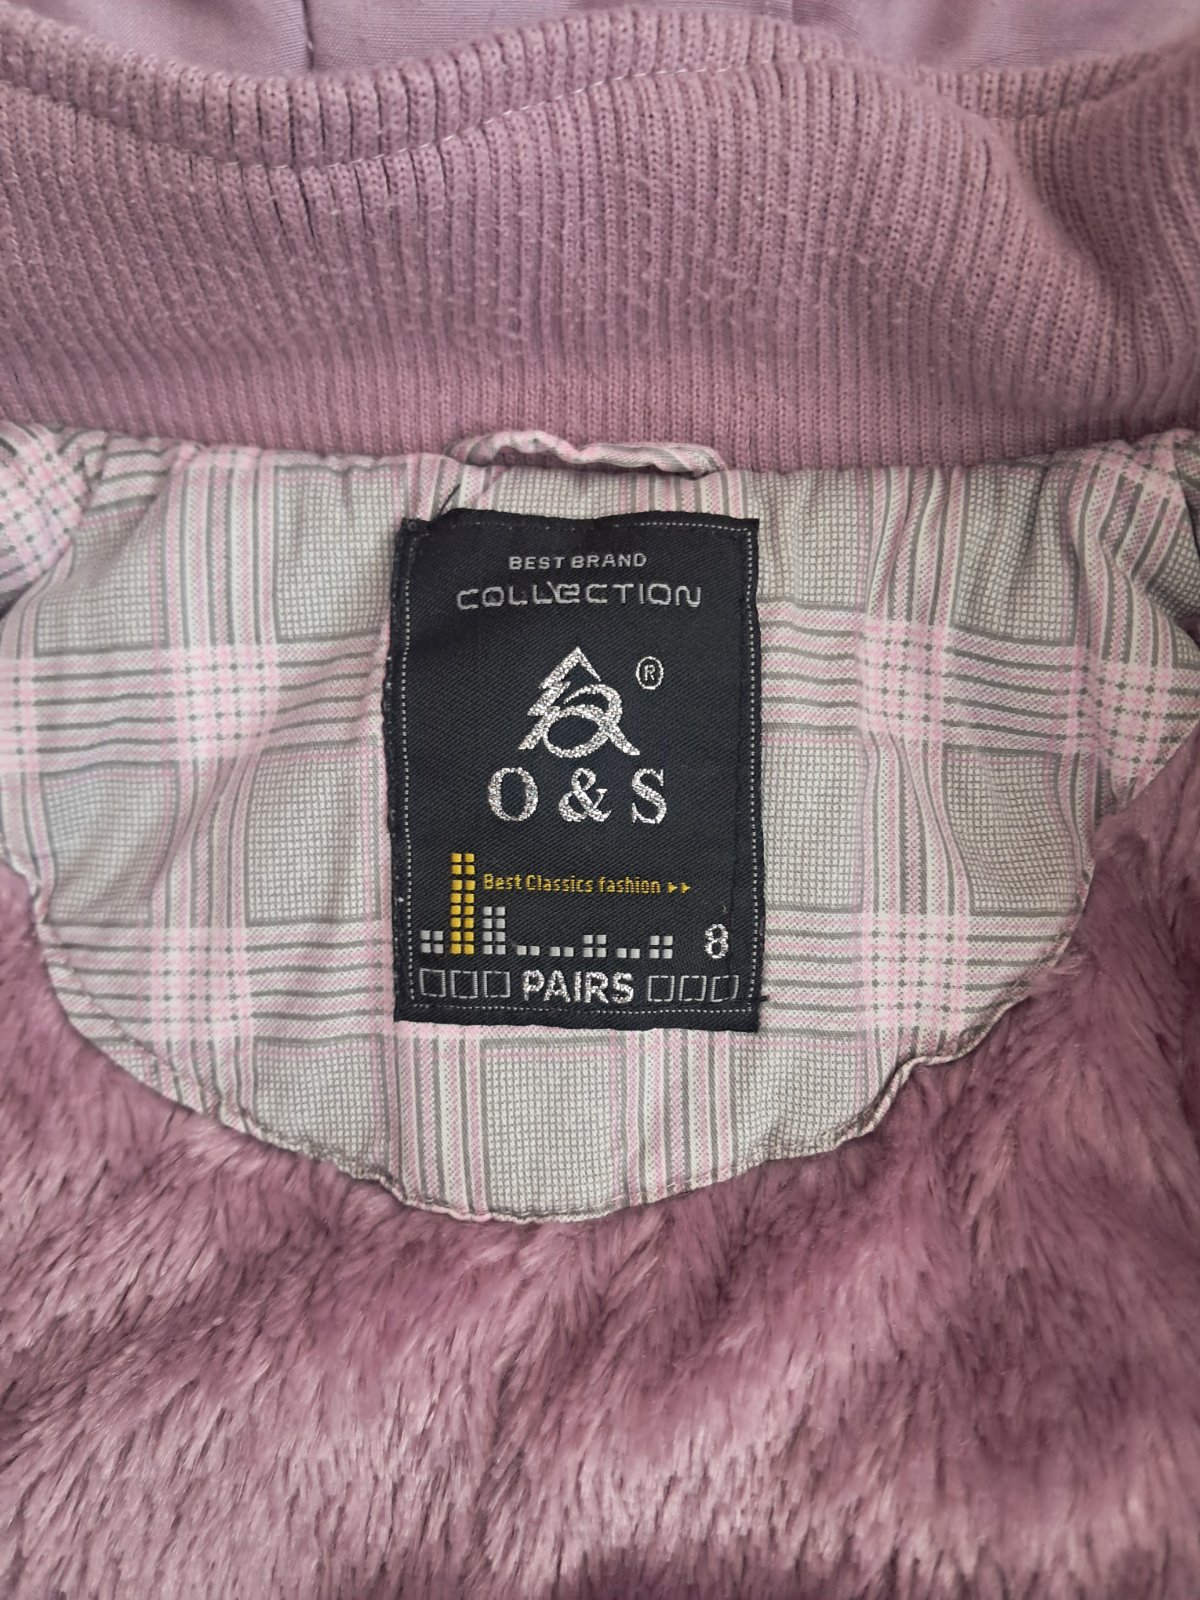 BEST BRAND
COLLECTION
®
O & S
Best Classics fashion
8
PAIRS